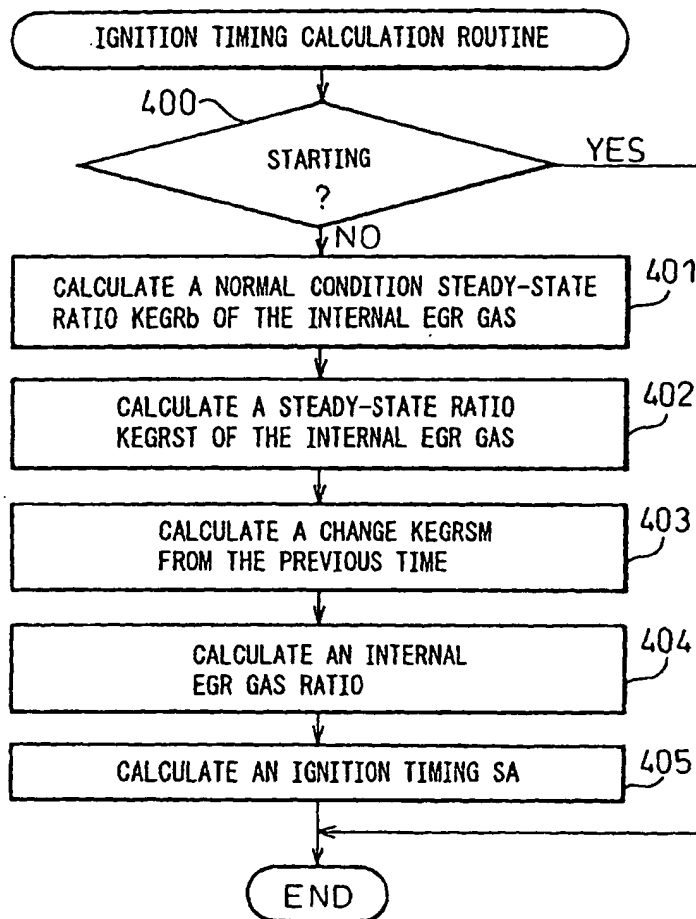 IGNITION TIMING CALCULATION ROUTINE
400
STARTING
?
YES
NO
CALCULATE A NORMAL CONDITION STEADY-STATE
RATIO KEGRb OF THE INTERNAL EGR GAS
401
CALCULATE A STEADY-STATE RATIO
KEGRST OF THE INTERNAL EGR GAS
402
CALCULATE A CHANGE KEGRSM
FROM THE PREVIOUS TIME
403
CALCULATE AN INTERNAL
EGR GAS RATIO
404
CALCULATE AN IGNITION TIMING SA
405
END